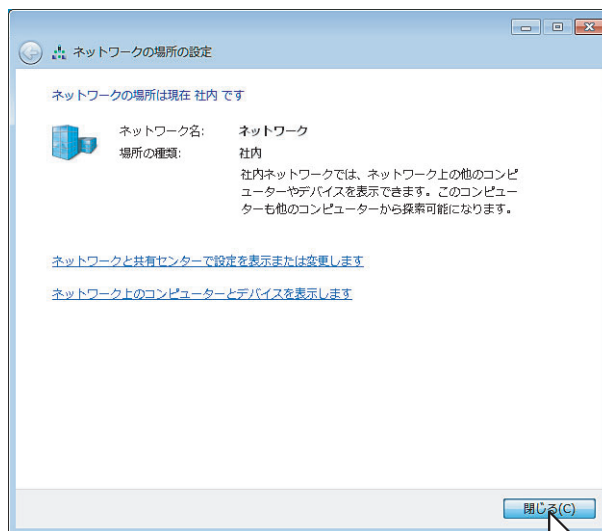 ネットワークの場所の設定
ネットワークの場所は現在 社内 です
ネットワーク名: ネットワーク
場所の種類: 社内
社内ネットワークでは、ネットワーク上の他のコンピ
ューターやデバイスを表示できます。このコンピュー
ターも他のコンピューターから探索可能になります。
ネットワークと共有センターで設定を表示または変更します
ネットワーク上のコンピューターとデバイスを表示します
閉じる(C)